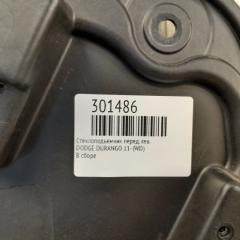 301486
Стеклоподъемник перед. лев.
DODGE DURANGO 11- (WD)
В сборе